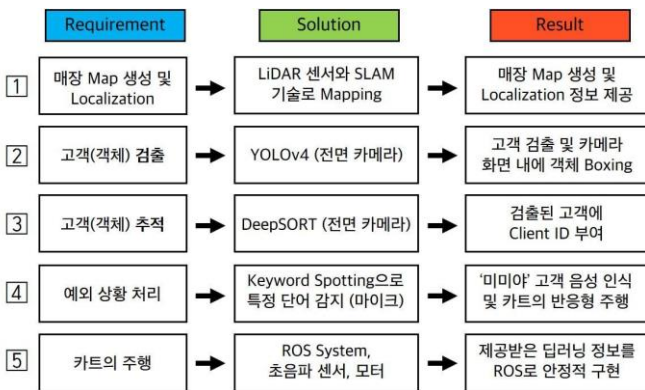 Requirement
Solution
Result
1
매장 Map 생성 및
Localization
LiDAR 센서와 SLAM
기술로 Mapping
매장 Map 생성 및
Localization 정보 제공
2
고객(객체) 검출
YOLOv4 (전면 카메라)
고객 검출 및 카메라
화면 내에 객체 Boxing
3
고객(객체) 추적
DeepSORT (전면 카메라)
검출된 고객에
Client ID 부여
4
예외 상황 처리
Keyword Spotting으로
특정 단어 감지 (마이크)
‘미미야’ 고객 음성 인식
및 카트의 반응형 주행
5
카트의 주행
ROS System,
초음파 센서, 모터
제공받은 딥러닝 정보를
ROS로 안정적 구현